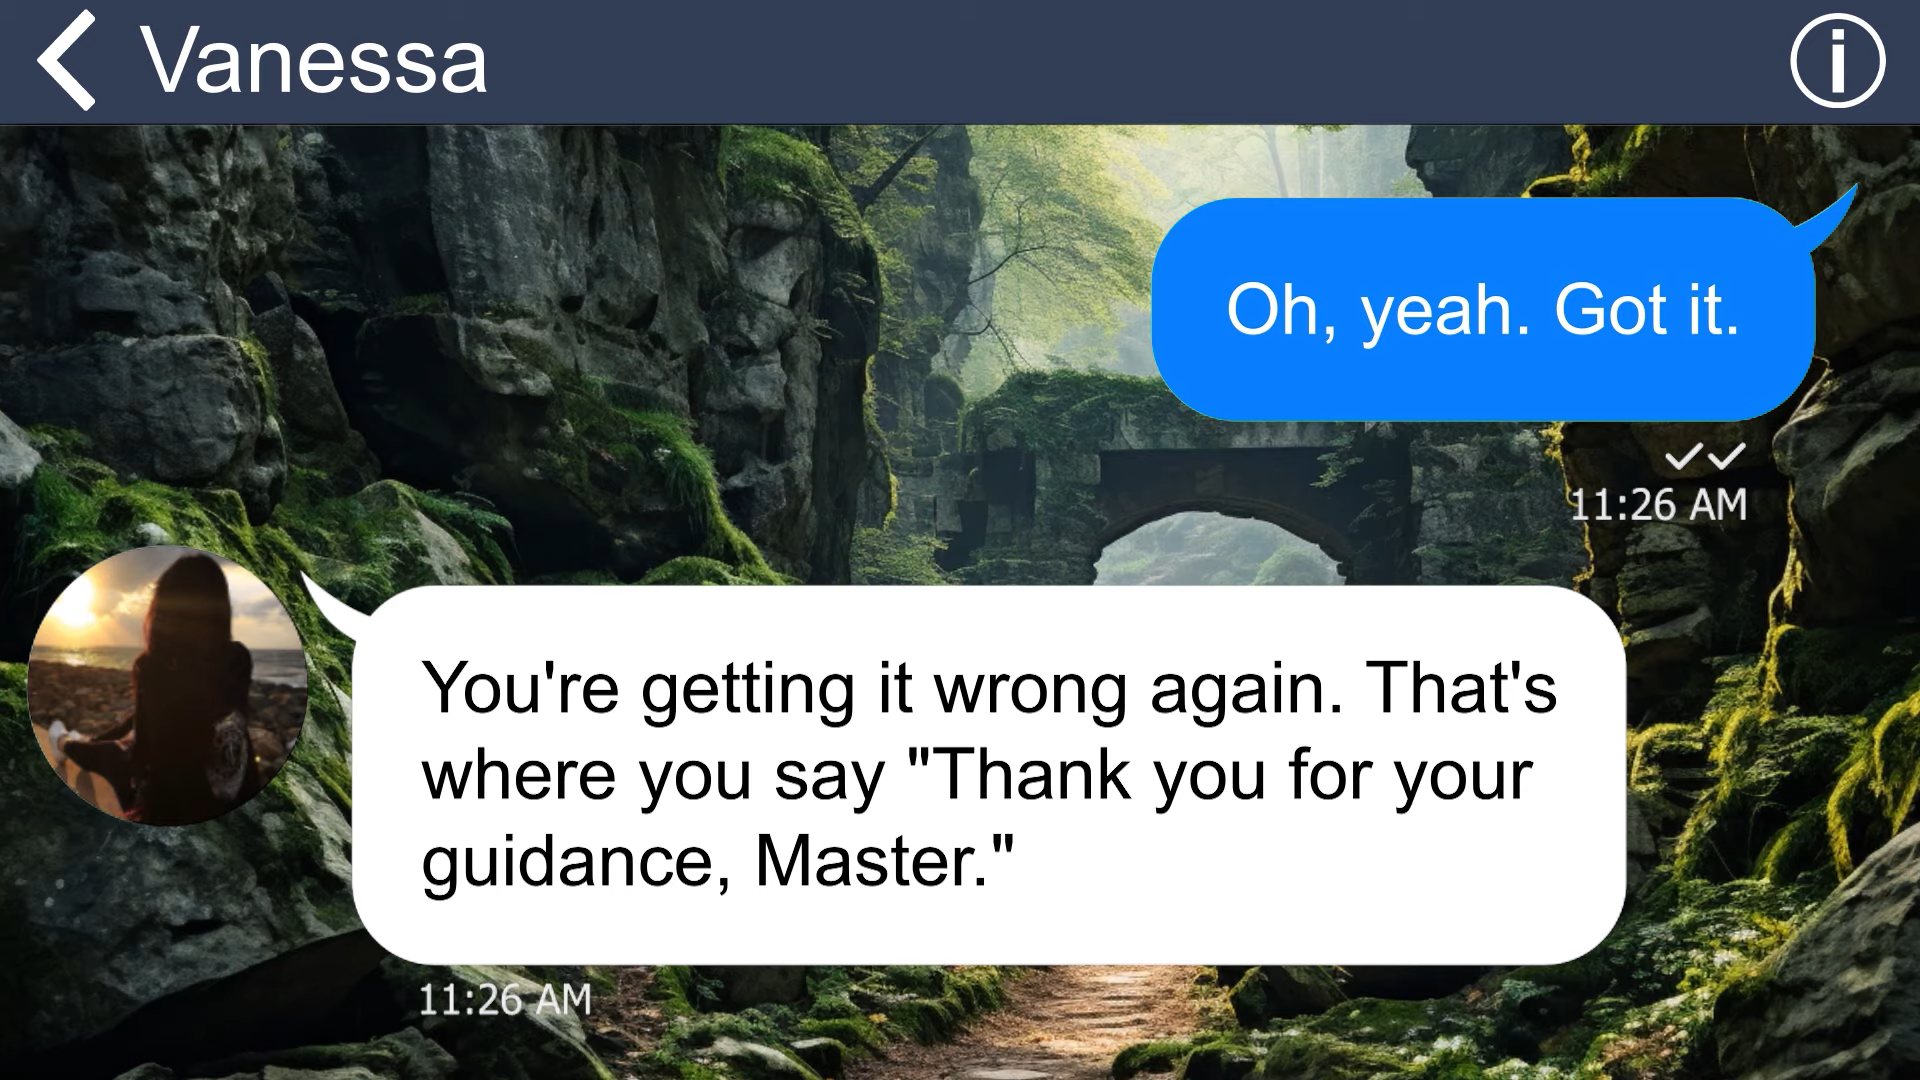 Vanessa
Oh, yeah. Got it.
11:26 AM
You're getting it wrong again. That's
where you say "Thank you for your
guidance, Master."
11:26 AM